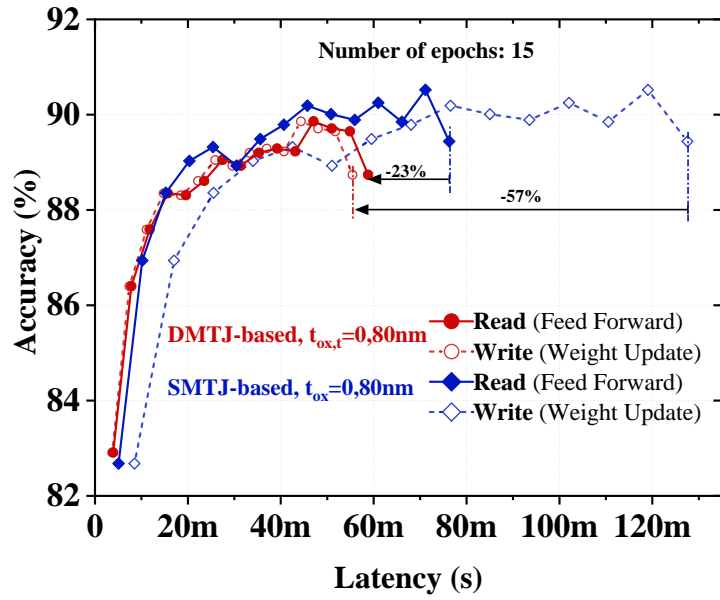 92
90
88
86
84
82
Accuracy (%)
Number of epochs: 15
-23%
-57%
DMTJ-based, tox,t=0,80nm
SMTJ-based, tox=0,80nm
Read (Feed Forward)
Write (Weight Update)
Read (Feed Forward)
Write (Weight Update)
0 20m 40m 60m 80m 100m 120m
Latency (s)